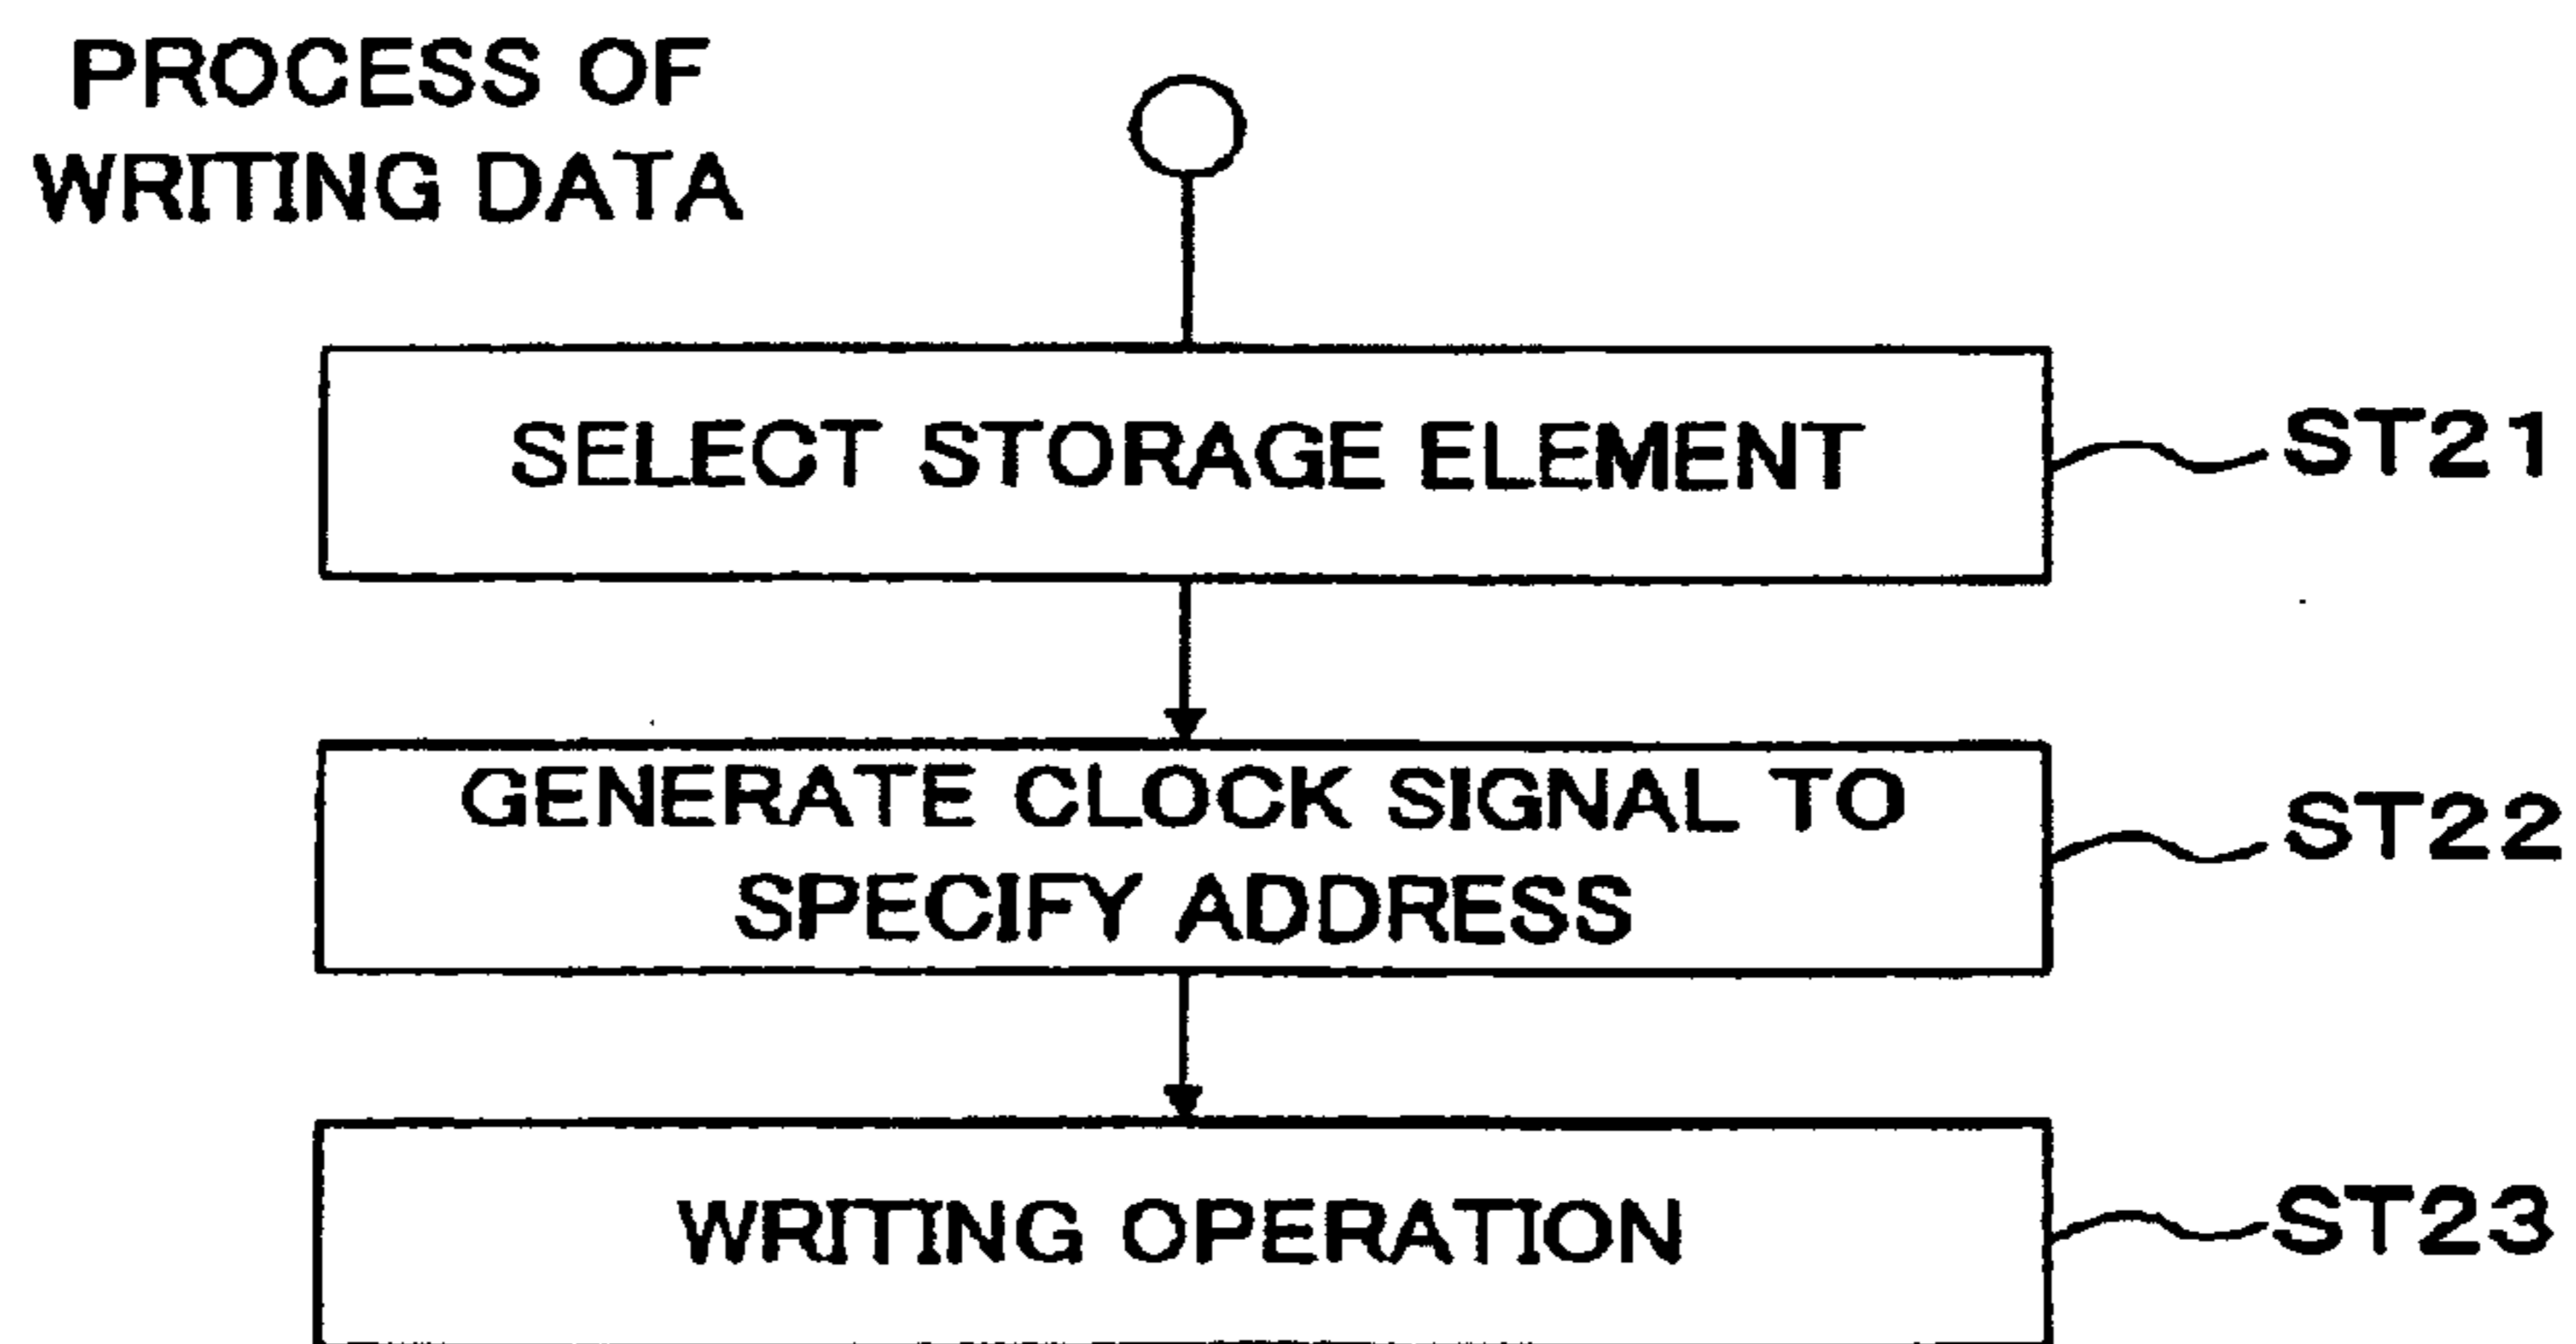 PROCESS OF
WRITING DATA
SELECT STORAGE ELEMENT
ST21
GENERATE CLOCK SIGNAL TO
SPECIFY ADDRESS
ST22
WRITING OPERATION
ST23